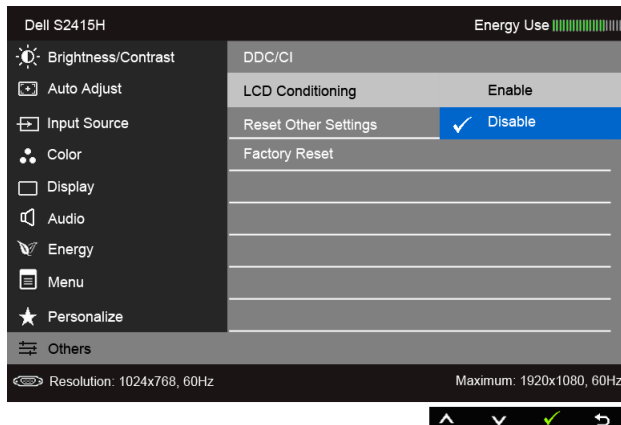 Dell S2415H Energy Use
Brightness/Contrast DDC/CI
Auto Adjust LCD Conditioning Enable
Input Source Reset Other Settings Disable
Color Factory Reset
Display
Audio
Energy
Menu
Personalize
Others
Resolution: 1024x768, 60Hz Maximum: 1920x1080, 60Hz